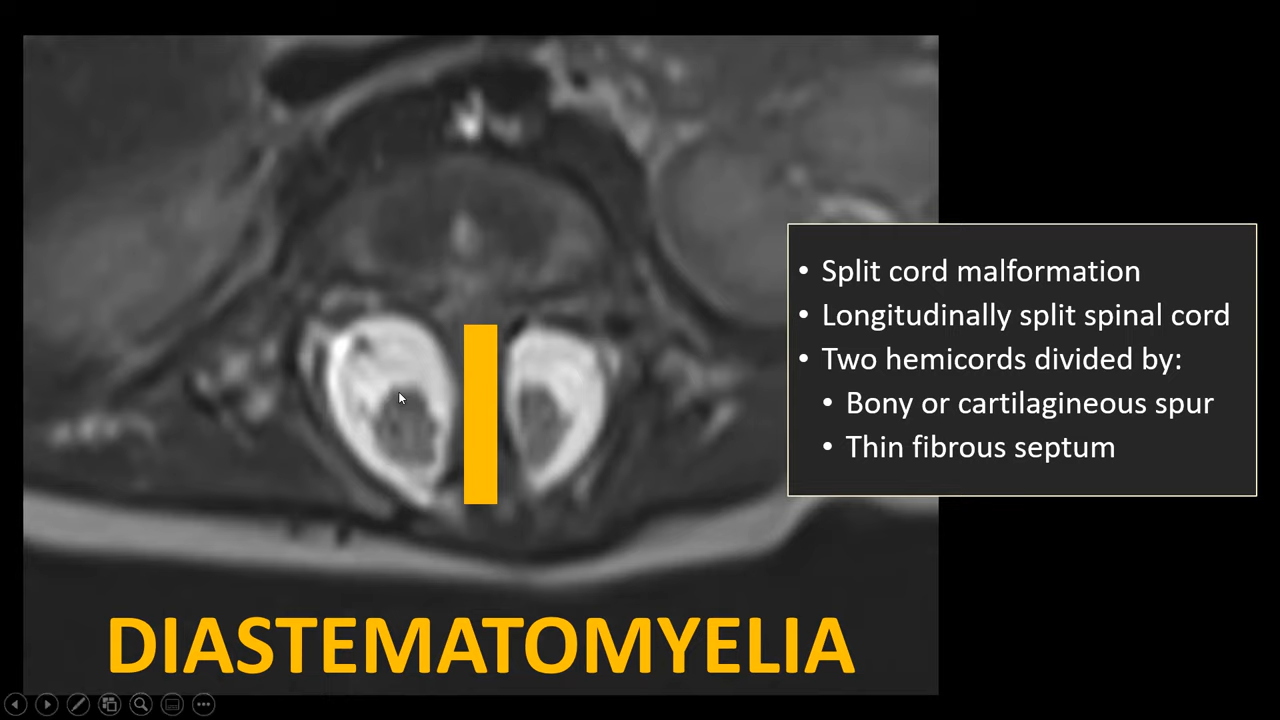 • Split cord malformation
• Longitudinally split spinal cord
• Two hemicords divided by:
• Bony or cartilagineous spur
• Thin fibrous septum
DIASTEMATOMYELIA